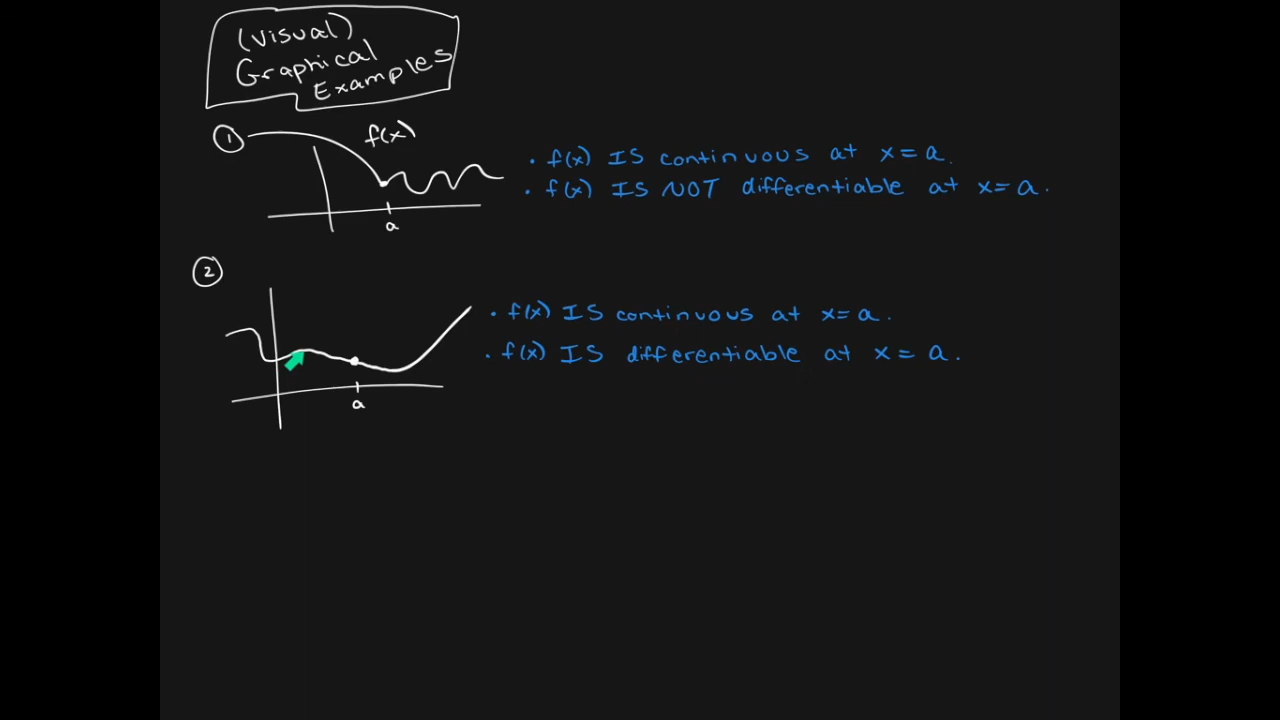 (Visual)
Graphical
Examples
1
f(x)
• f(x) IS continuous at x=a.
• f(x) IS NOT differentiable at x=a.
a
2
• f(x) IS continuous at x=a.
• f(x) IS differentiable at x=a.
a